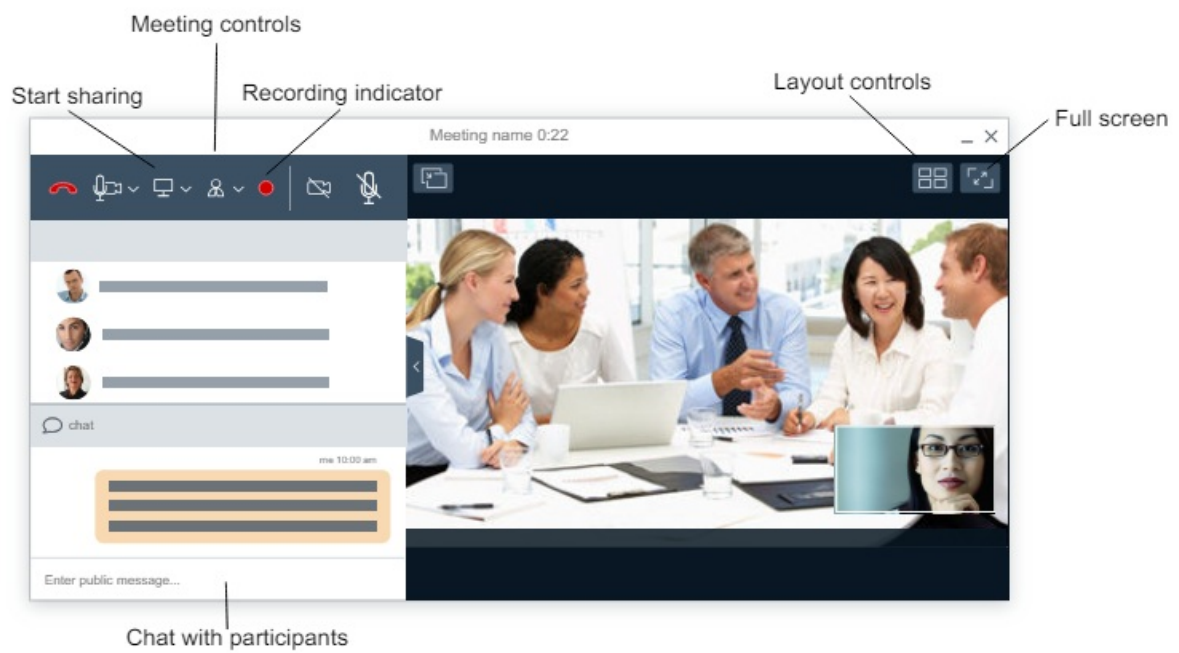 Meeting controls
Start sharing
Recording indicator
Layout controls
Full screen
Meeting name 0:22
chat
me 10:00 am
Enter public message...
Chat with participants